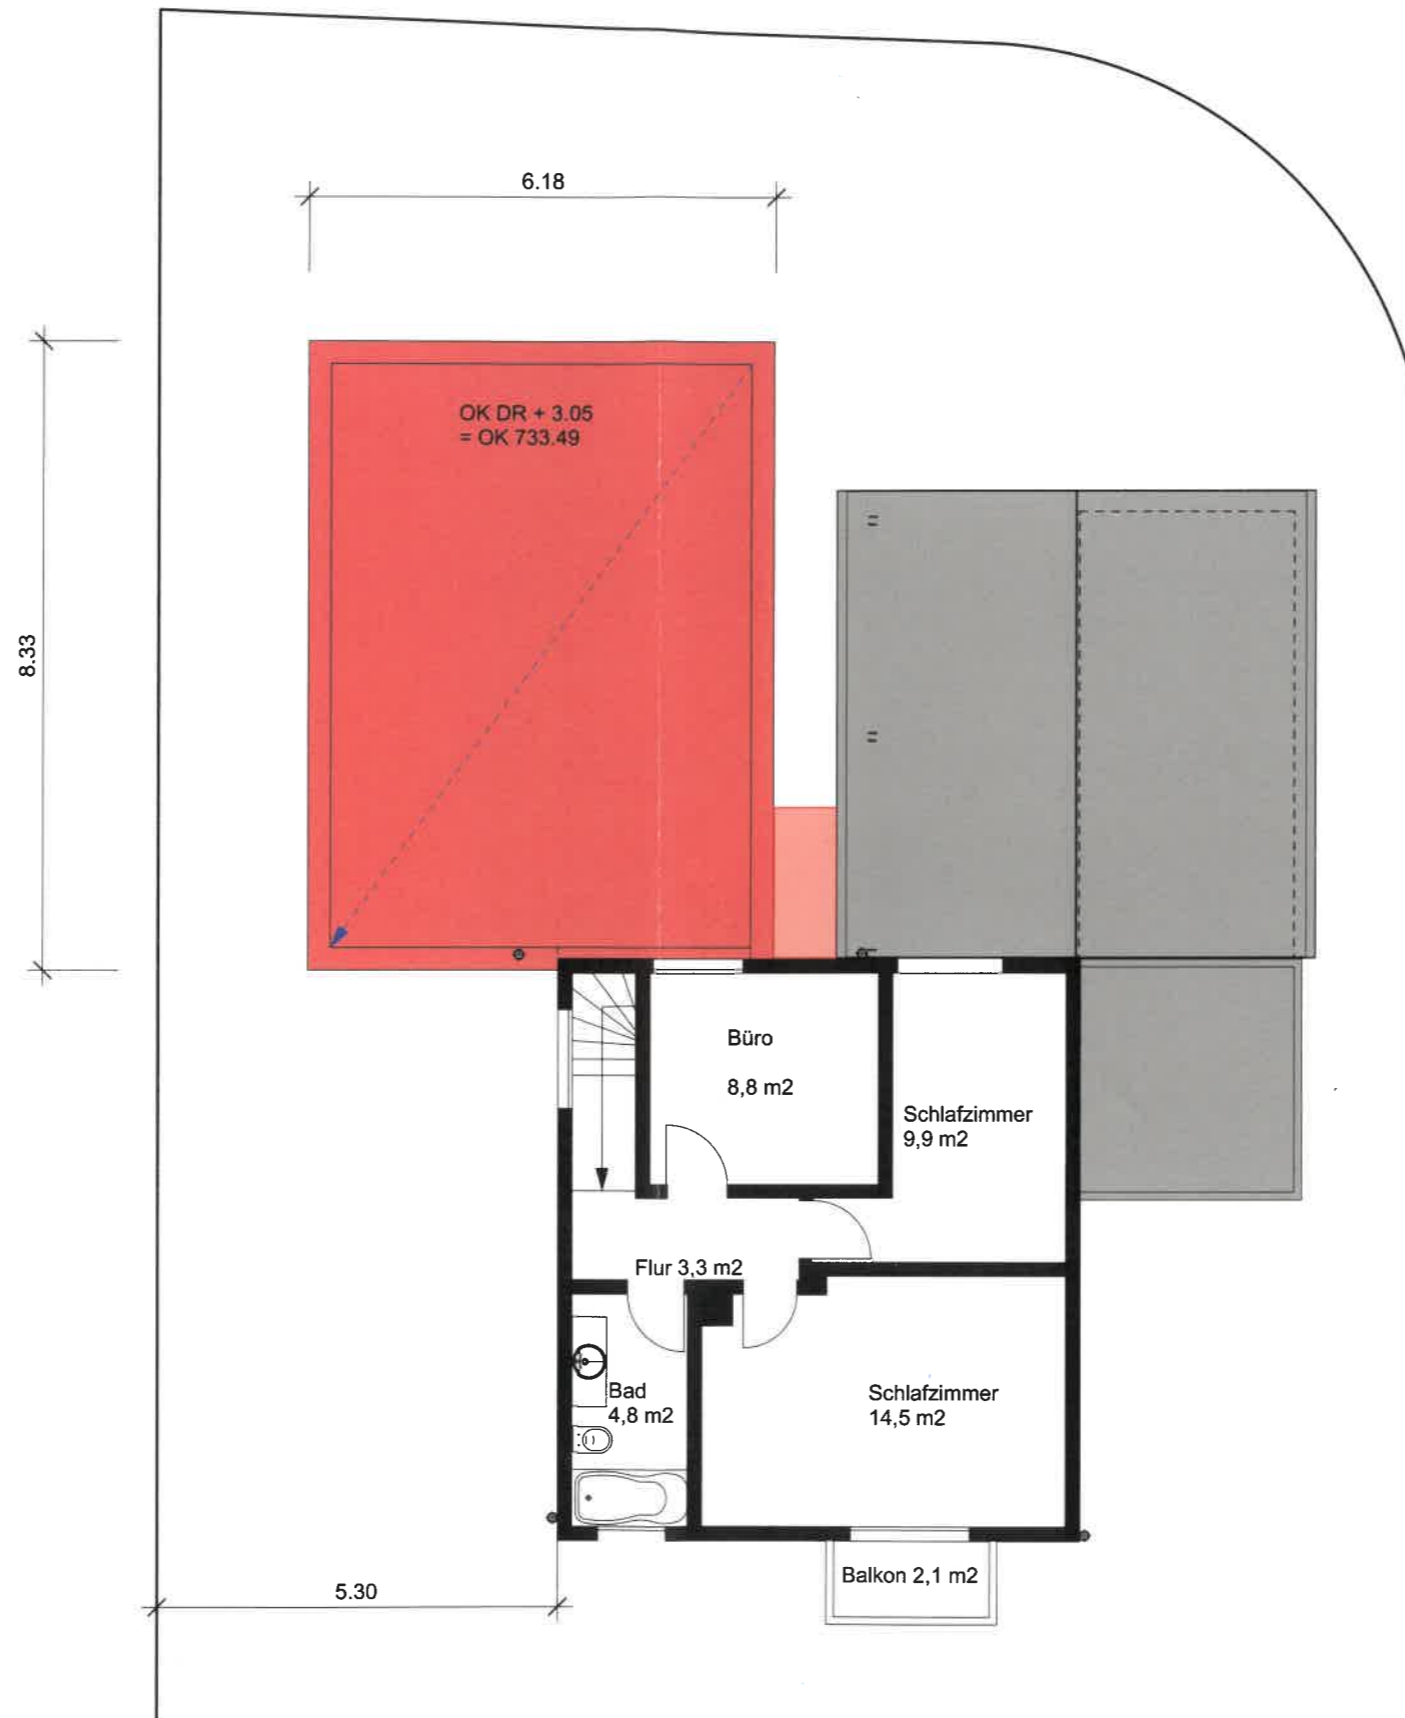 6.18
OK DR + 3.05
= OK 733.49
8.33
Büro
8,8 m2
Schlafzimmer
9,9 m2
Flur 3,3 m2
Bad
4,8 m2
Schlafzimmer
14,5 m2
Balkon 2,1 m2
5.30